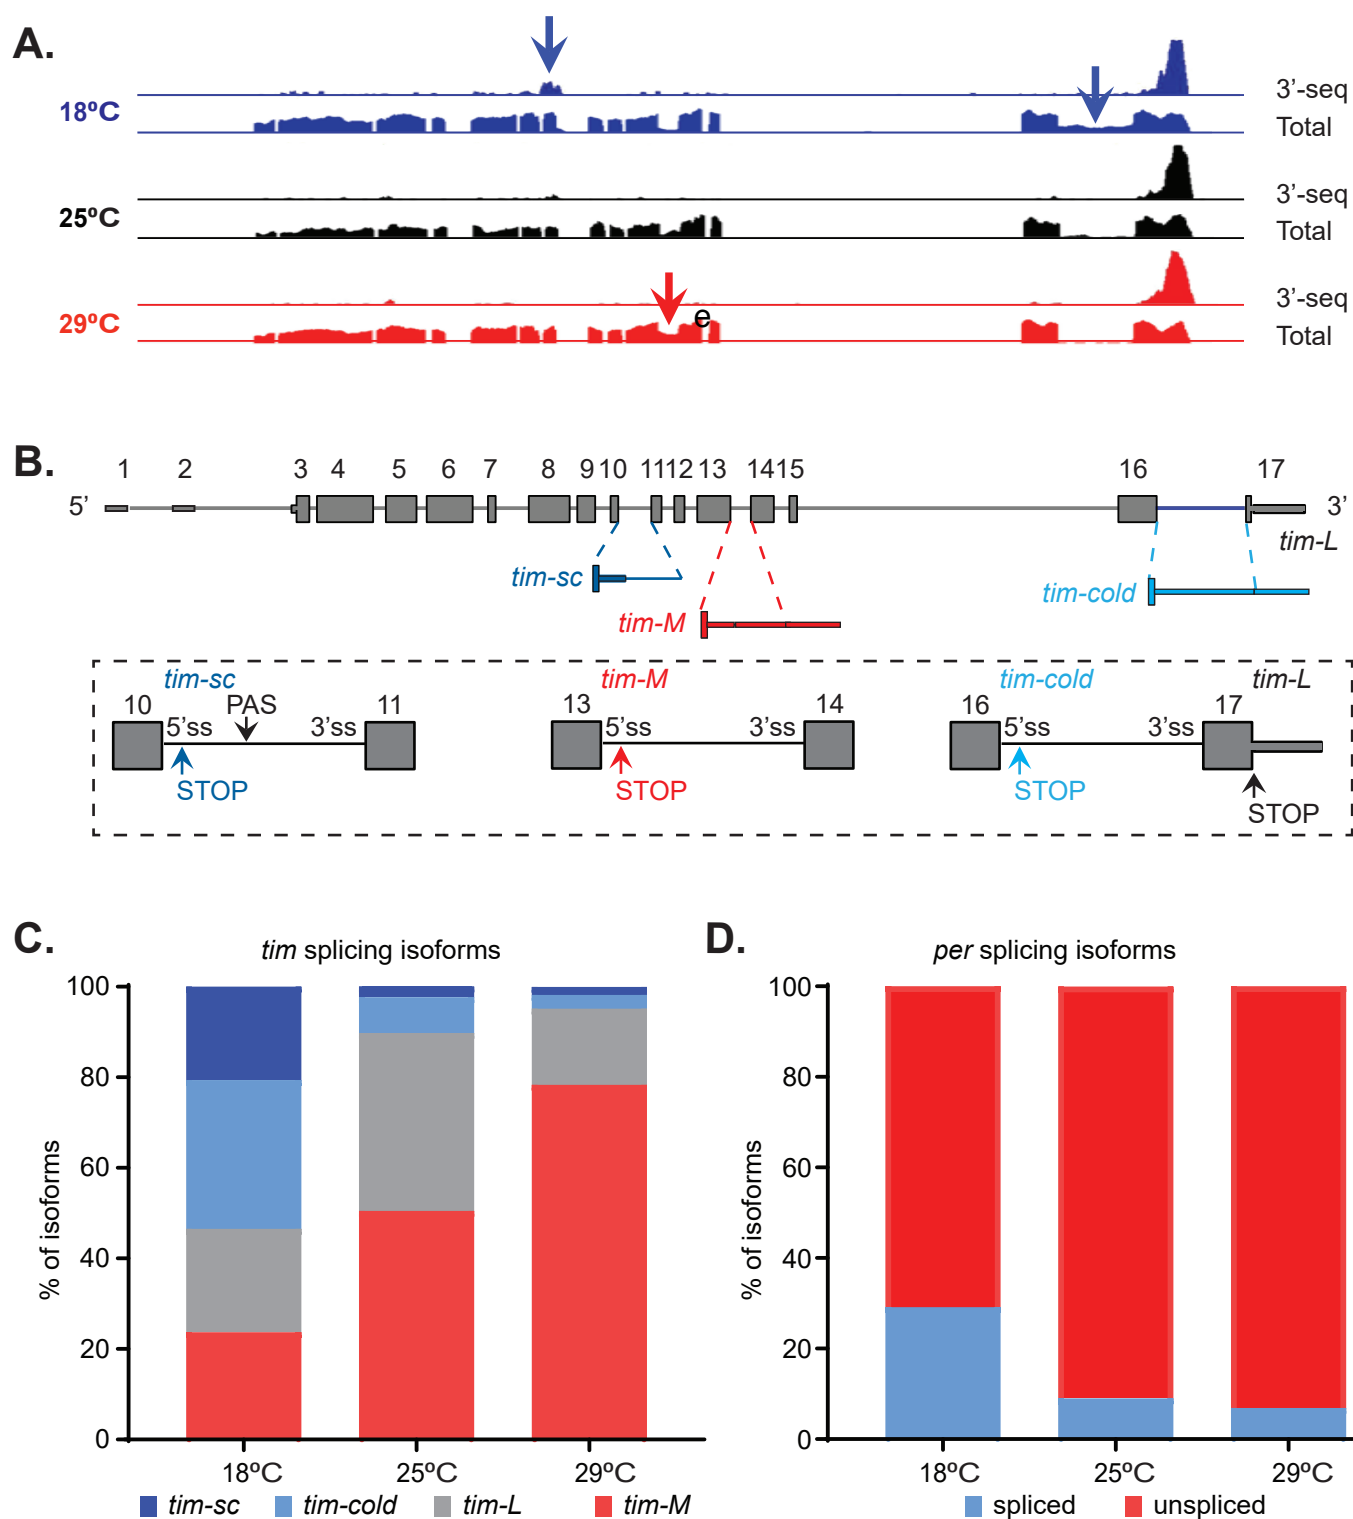 A.
18ºC
3'-seq
Total
25ºC
3'-seq
Total
29ºC
3'-seq
e
Total
B.
1 2 3 4 5 6 7 8 9 10 11 12 13 14 15 16 17
5' 3'
tim-L
tim-sc
tim-cold
tim-M
tim-sc tim-M tim-cold tim-L
10 5'ss PAS 3'ss 11 13 5'ss 3'ss 14 16 5'ss 3'ss 17
STOP STOP STOP STOP
C.
tim splicing isoforms
% of isoforms
100
80
60
40
20
0
18ºC 25ºC 29ºC
tim-sc tim-cold tim-L tim-M
D.
per splicing isoforms
% of isoforms
100
80
60
40
20
0
18ºC 25ºC 29ºC
spliced unspliced